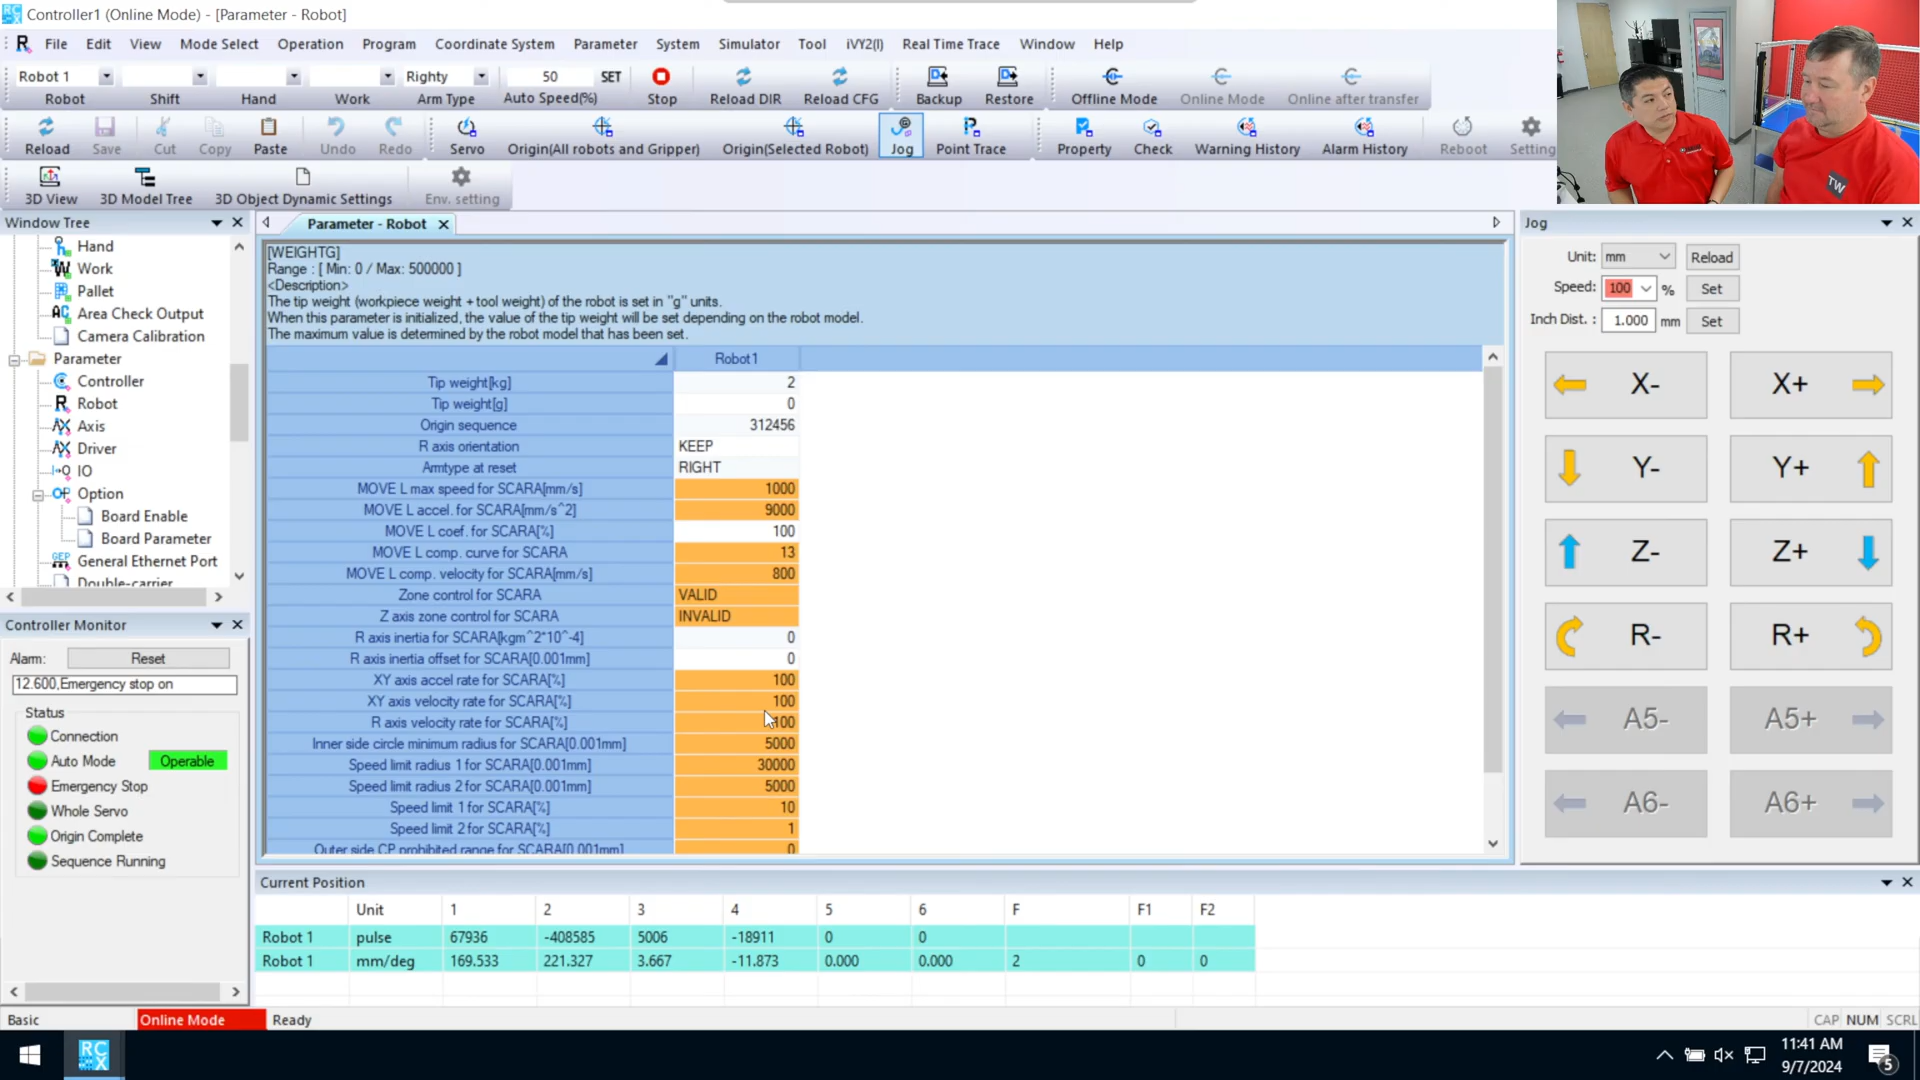 Controller1 (Online Mode) - [Parameter - Robot]
File Edit View Mode Select Operation Program Coordinate System Parameter System Simulator Tool iVY2(I) Real Time Trace Window Help
Robot 1 Righty 50 SET Stop Reload DIR Reload CFG Backup Restore Offline Mode Online Mode Online after transfer
Robot Shift Hand Work Arm Type Auto Speed(%)
Reload Save Cut Copy Paste Undo Redo Servo Origin(All robots and Gripper) Origin(Selected Robot) Jog Point Trace Property Check Warning History Alarm History Reboot Setting
3D View 3D Model Tree 3D Object Dynamic Settings Env. setting
TW
Window Tree
Hand
Work
Pallet
Area Check Output
Camera Calibration
Parameter
Controller
Robot
Axis
Driver
IO
Option
Board Enable
Board Parameter
General Ethernet Port
Double-carrier
Controller Monitor
Alarm: Reset
12.600,Emergency stop on
Status
Connection
Auto Mode Operable
Emergency Stop
Whole Servo
Origin Complete
Sequence Running
Parameter - Robot
[WEIGHTG]
Range : [ Min: 0 / Max: 500000 ]
<Description>
The tip weight (workpiece weight + tool weight) of the robot is set in "g" units.
When this parameter is initialized, the value of the tip weight will be set depending on the robot model.
The maximum value is determined by the robot model that has been set.
Robot1
Tip weight[kg] 2
Tip weight[g] 0
Origin sequence 312456
R axis orientation KEEP
Armtype at reset RIGHT
MOVE L max speed for SCARA[mm/s] 1000
MOVE L accel. for SCARA[mm/s^2] 9000
MOVE L coef. for SCARA[%] 100
MOVE L comp. curve for SCARA 13
MOVE L comp. velocity for SCARA[mm/s] 800
Zone control for SCARA VALID
Z axis zone control for SCARA INVALID
R axis inertia for SCARA[kgm^2*10^-4] 0
R axis inertia offset for SCARA[0.001mm] 0
XY axis accel rate for SCARA[%] 100
XY axis velocity rate for SCARA[%] 100
R axis velocity rate for SCARA[%] 100
Inner side circle minimum radius for SCARA[0.001mm] 5000
Speed limit radius 1 for SCARA[0.001mm] 30000
Speed limit radius 2 for SCARA[0.001mm] 5000
Speed limit 1 for SCARA[%] 10
Speed limit 2 for SCARA[%] 1
Outer side CP prohibited range for SCARA[0.001mm] 0
Jog
Unit: mm Reload
Speed: 100 % Set
Inch Dist. : 1.000 mm Set
X- X+
Y- Y+
Z- Z+
R- R+
A5- A5+
A6- A6+
Current Position
Unit 1 2 3 4 5 6 F F1 F2
Robot 1 pulse 67936 -408585 5006 -18911 0 0
Robot 1 mm/deg 169.533 221.327 3.667 -11.873 0.000 0.000 2 0 0
Basic Online Mode Ready CAP NUM SCRL
RCX
11:41 AM
9/7/2024
5